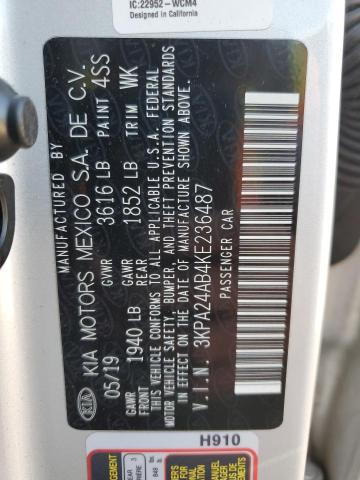 IC:22952-WCM4
Designed in California
MANUFACTURED BY
KIA KIA MOTORS MEXICO S.A. DE C.V.
05/19 GVWR 3616 LB PAINT 4SS
GAWR FRONT 1940 LB GAWR REAR 1852 LB TRIM WK
THIS VEHICLE CONFORMS TO ALL APPLICABLE U.S.A. FEDERAL
MOTOR VEHICLE SAFETY, BUMPER, AND THEFT PREVENTION STANDARDS
IN EFFECT ON THE DATE OF MANUFACTURE SHOWN ABOVE.
V.I.N. 3KPA24AB4KE236487
PASSENGER CAR
H910